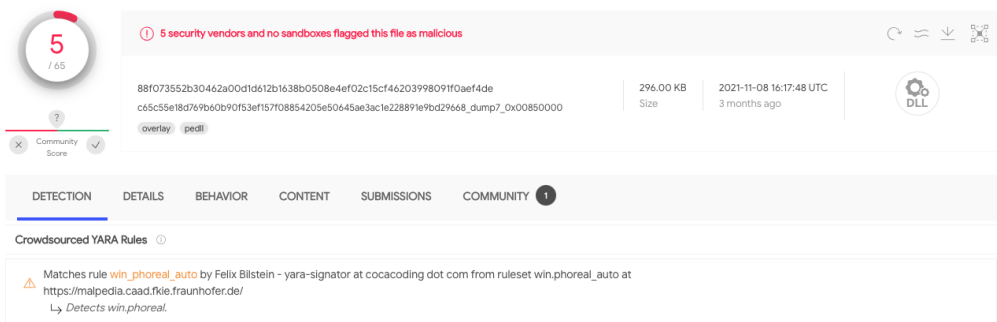 5
/ 65
?
Community
Score
5 security vendors and no sandboxes flagged this file as malicious
88f073552b30462a00d1d612b1638b0508e4ef02c15cf46203998091f0aef4de
c65c55e18d769b60b90f53ef157f08854205e50645ae3ac1e228891e9bd29668_dump7_0x00850000
overlay pedll
296.00 KB
Size
2021-11-08 16:17:48 UTC
3 months ago
DLL
DETECTION DETAILS BEHAVIOR CONTENT SUBMISSIONS COMMUNITY 1
Crowdsourced YARA Rules
Matches rule win_phoreal_auto by Felix Bilstein - yara-signator at cocacoding dot com from ruleset win.phoreal_auto at
https://malpedia.caad.fkie.fraunhofer.de/
Detects win.phoreal.